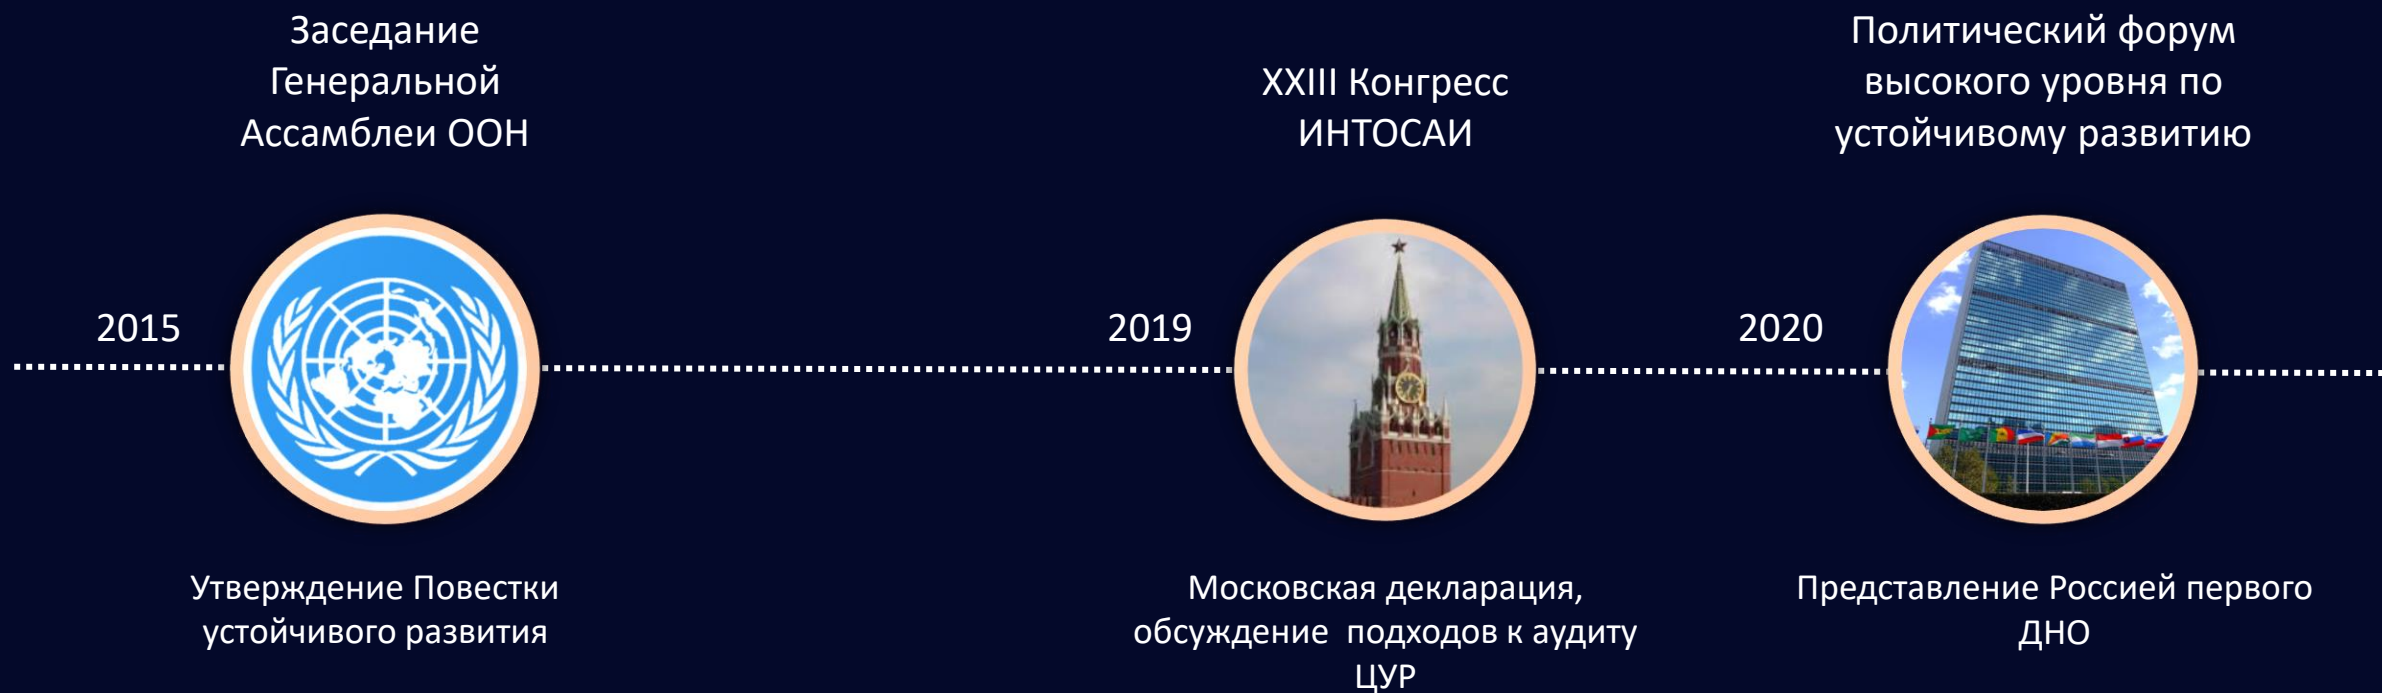 Заседание
Генеральной
Ассамблеи ООН
2015
Утверждение Повестки
устойчивого развития
XXIII Конгресс
ИНТОСАИ
2019
Московская декларация,
обсуждение  подходов к аудиту
ЦУР
Политический форум
высокого уровня по
устойчивому развитию
2020
Представление Россией первого
ДНО